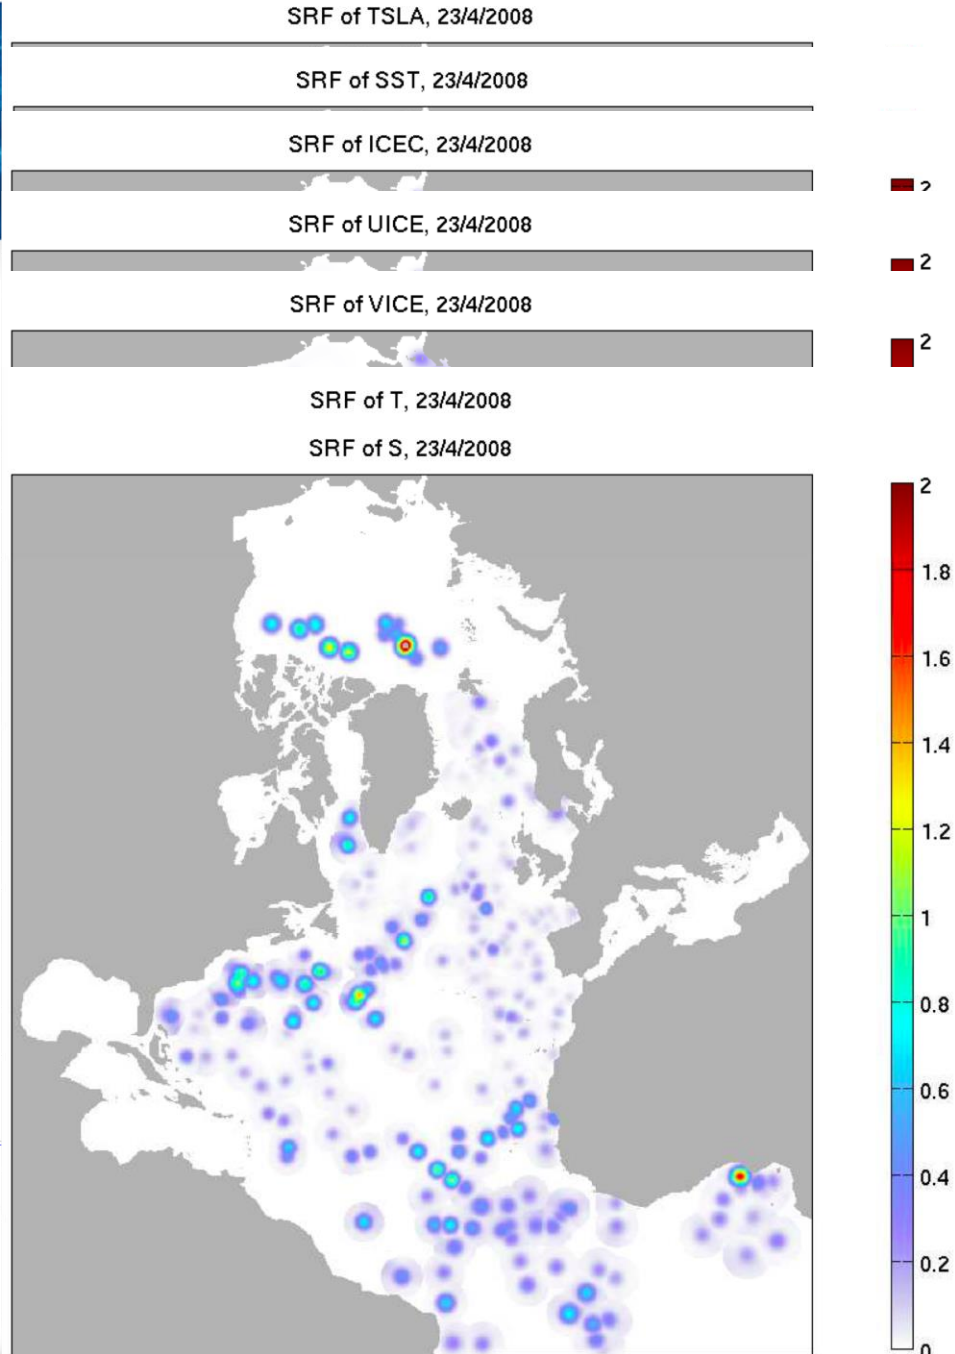 SRF of TSLA, 23/4/2008
SRF of SST, 23/4/2008
SRF of ICEC, 23/4/2008
2
SRF of UICE, 23/4/2008
2
SRF of VICE, 23/4/2008
2
SRF of T, 23/4/2008
SRF of S, 23/4/2008
2
1.8
1.6
1.4
1.2
1
0.8
0.6
0.4
0.2
0